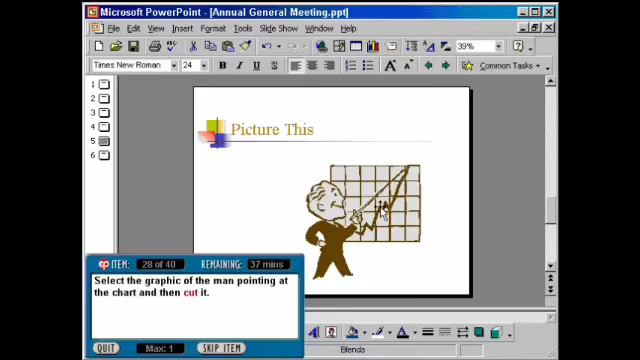 Microsoft PowerPoint - [Annual General Meeting.ppt]
File Edit View Insert Format Tools Slide Show Window Help
39%
Times New Roman 24 B U S A A Common Tasks
1
2
3
4
5
6
Picture This
ITEM: 28 of 40 REMAINING: 37 mins
Select the graphic of the man pointing at
the chart and then cut it.
QUIT Max: 1 SKIP ITEM
Blends